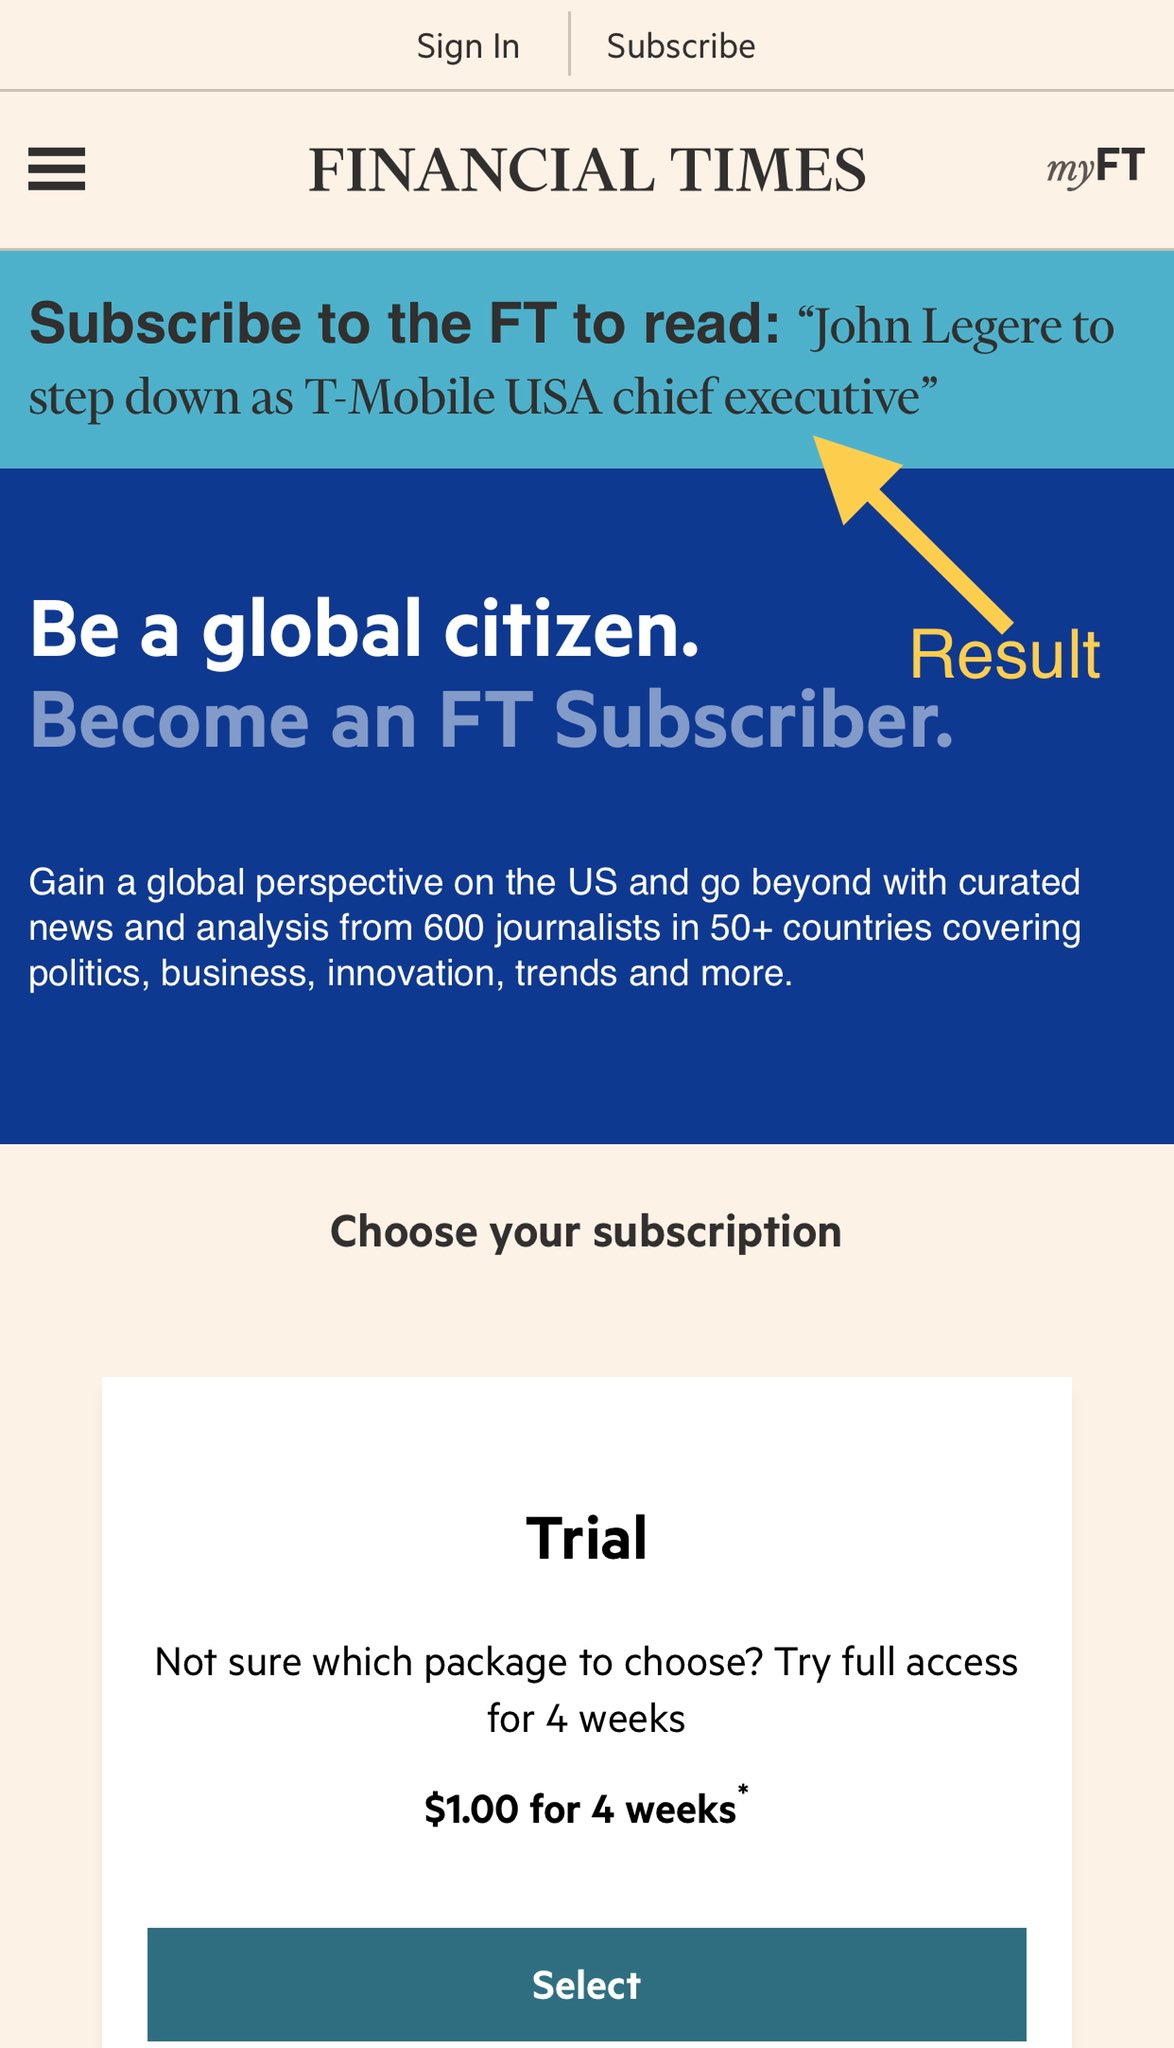 Sign In
Subscribe
FINANCIAL TIMES
myFT
Subscribe to the FT to read: “John Legere to
step down as T-Mobile USA chief executive”
Result
Be a global citizen.
Become an FT Subscriber.
Gain a global perspective on the US and go beyond with curated
news and analysis from 600 journalists in 50+ countries covering
politics, business, innovation, trends and more.
Choose your subscription
Trial
Not sure which package to choose? Try full access
for 4 weeks
$1.00 for 4 weeks*
Select